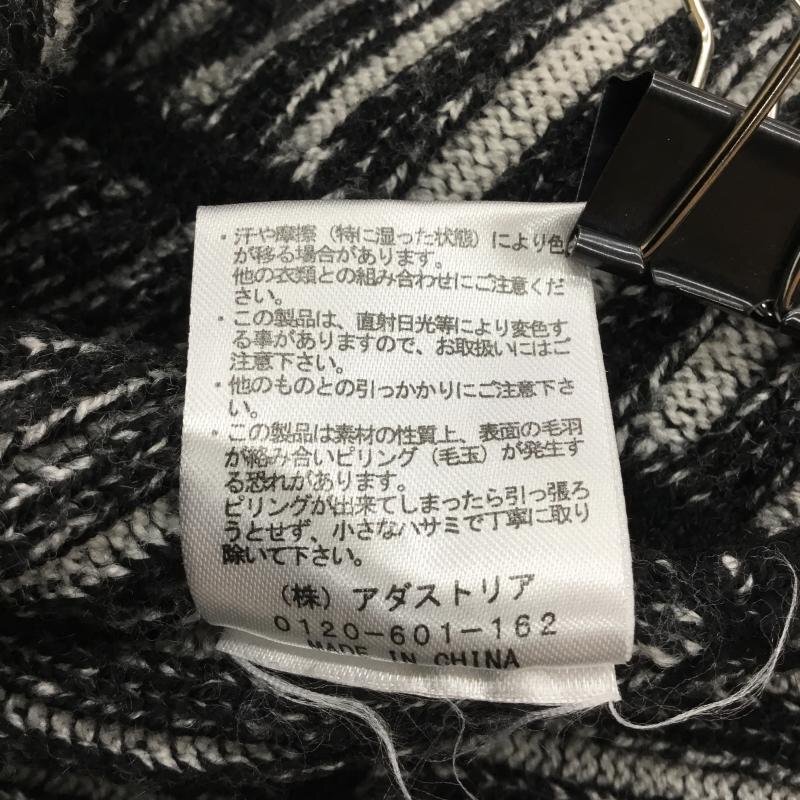 ・汗や摩擦（特に湿った状態）により色
が移る場合があります。
他の衣類との組み合わせにご注意くだ
さい。
・この製品は、直射日光等により変色す
る事がありますので、お取扱いにはご
注意下さい。
・他のものとの引っかかりにご注意下さ
い。
・この製品は素材の性質上、表面の毛羽
が絡み合いピリング（毛玉）が発生す
る恐れがあります。
ピリングが出来てしまったら引っ張ろ
うとせず、小さなハサミで丁寧に取り
除いて下さい。
（株）アダストリア
0120-601-162
MADE IN CHINA